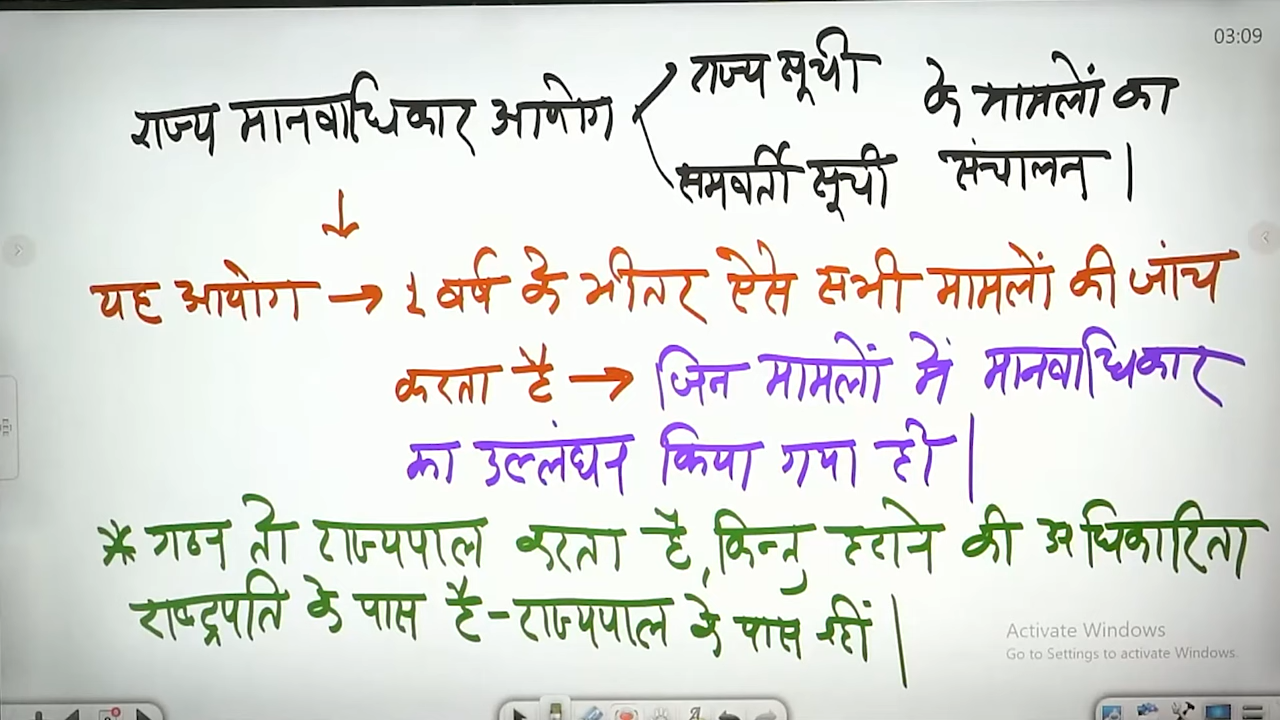 03:09
राज्य मानवाधिकार आयोग
राज्य सूची
समवर्ती सूची
के मामलों का
संचालन।
यह आयोग → 1 वर्ष के भीतर ऐसे सभी मामलों की जांच
करता है → जिन मामलों में मानवाधिकार
का उल्लंघन किया गया हो।
* गठन तो राज्यपाल करता है, किन्तु हटाने की अधिकारिता
राष्ट्रपति के पास है - राज्यपाल के पास नहीं।
Activate Windows
Go to Settings to activate Windows.